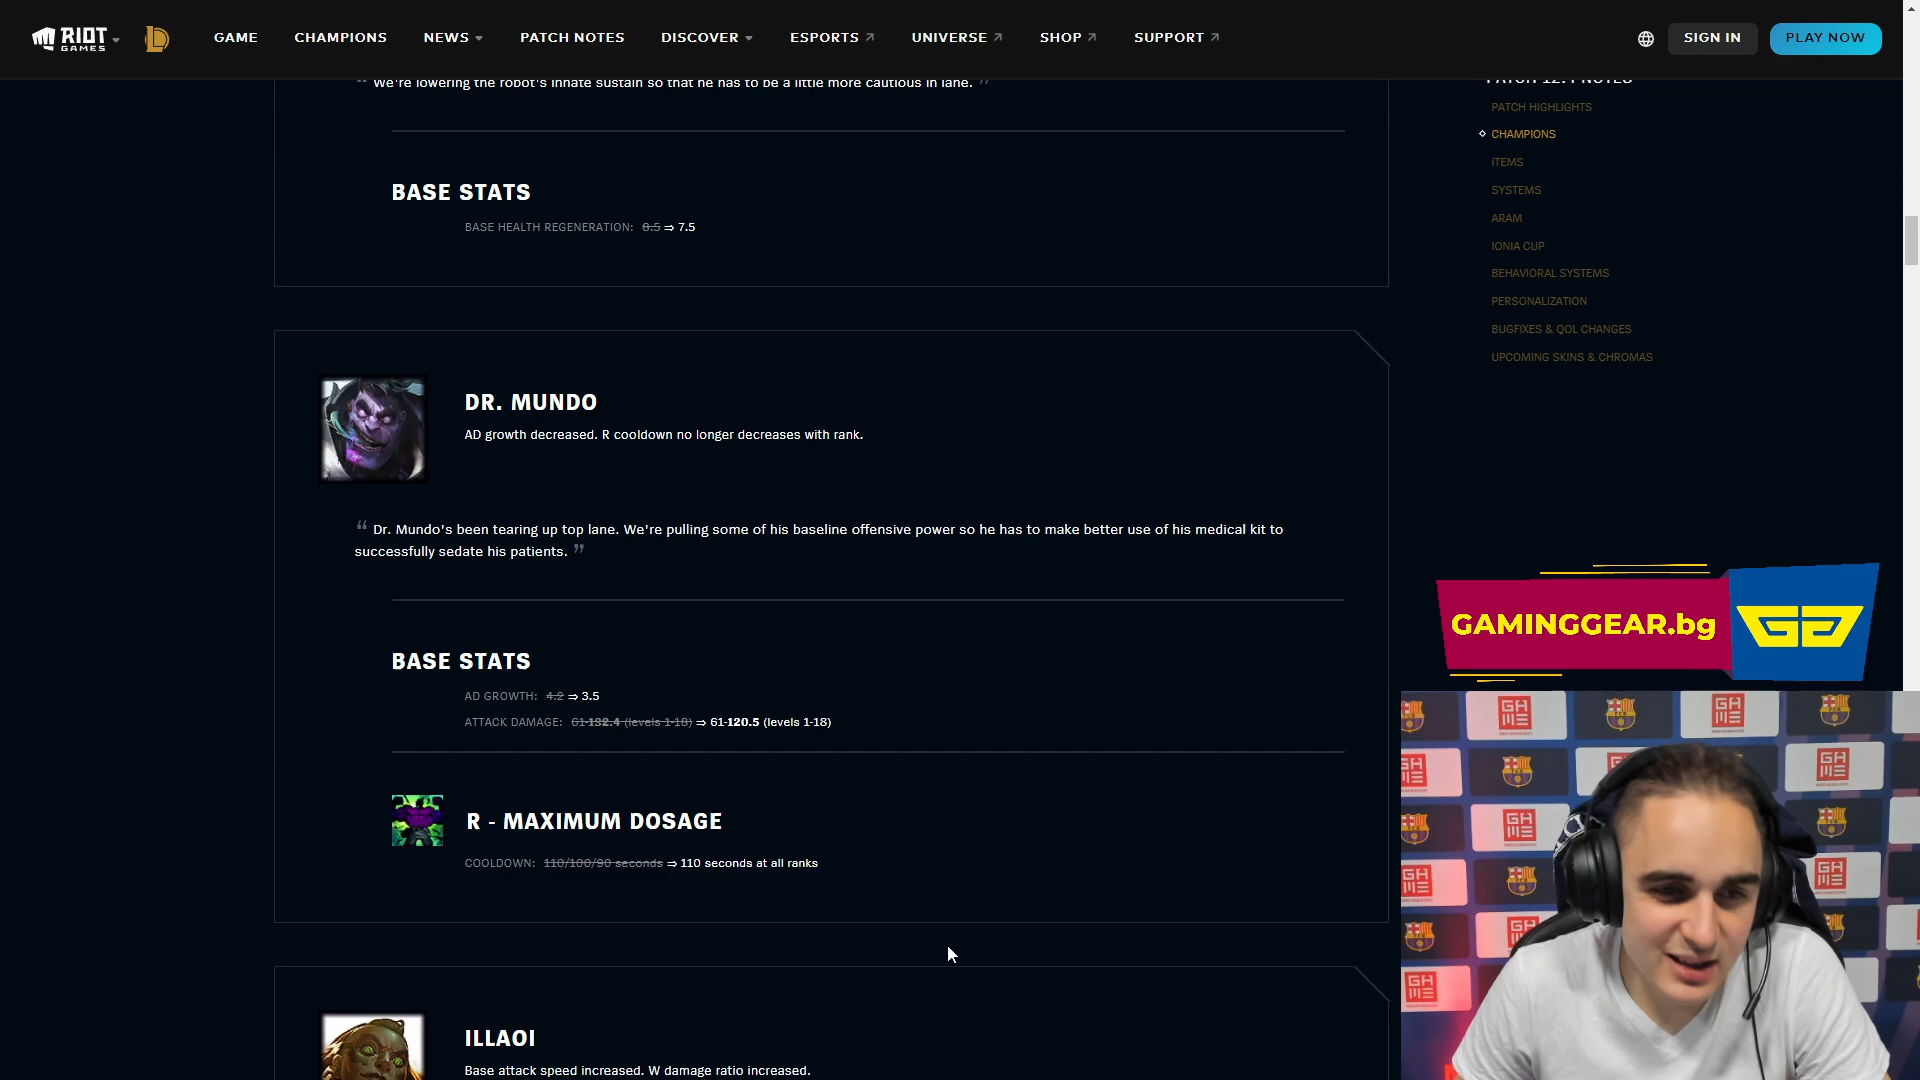 RIOT GAMES
GAME
CHAMPIONS
NEWS
PATCH NOTES
DISCOVER
ESPORTS
UNIVERSE
SHOP
SUPPORT
SIGN IN
PLAY NOW
“ We're lowering the robot's innate sustain so that he has to be a little more cautious in lane. ”
BASE STATS
BASE HEALTH REGENERATION: 8.5 ⇒ 7.5
DR. MUNDO
AD growth decreased. R cooldown no longer decreases with rank.
“ Dr. Mundo's been tearing up top lane. We're pulling some of his baseline offensive power so he has to make better use of his medical kit to
successfully sedate his patients. ”
BASE STATS
AD GROWTH: 4.2 ⇒ 3.5
ATTACK DAMAGE: 61-132.4 (levels 1-18) ⇒ 61-120.5 (levels 1-18)
R - MAXIMUM DOSAGE
COOLDOWN: 110/100/90 seconds ⇒ 110 seconds at all ranks
ILLAOI
Base attack speed increased. W damage ratio increased.
PATCH HIGHLIGHTS
CHAMPIONS
ITEMS
SYSTEMS
ARAM
IONIA CUP
BEHAVIORAL SYSTEMS
PERSONALIZATION
BUGFIXES & QOL CHANGES
UPCOMING SKINS & CHROMAS
GAMINGGEAR.bg
GG
GAME
GAME
GAME
GAME
GAME
GAME